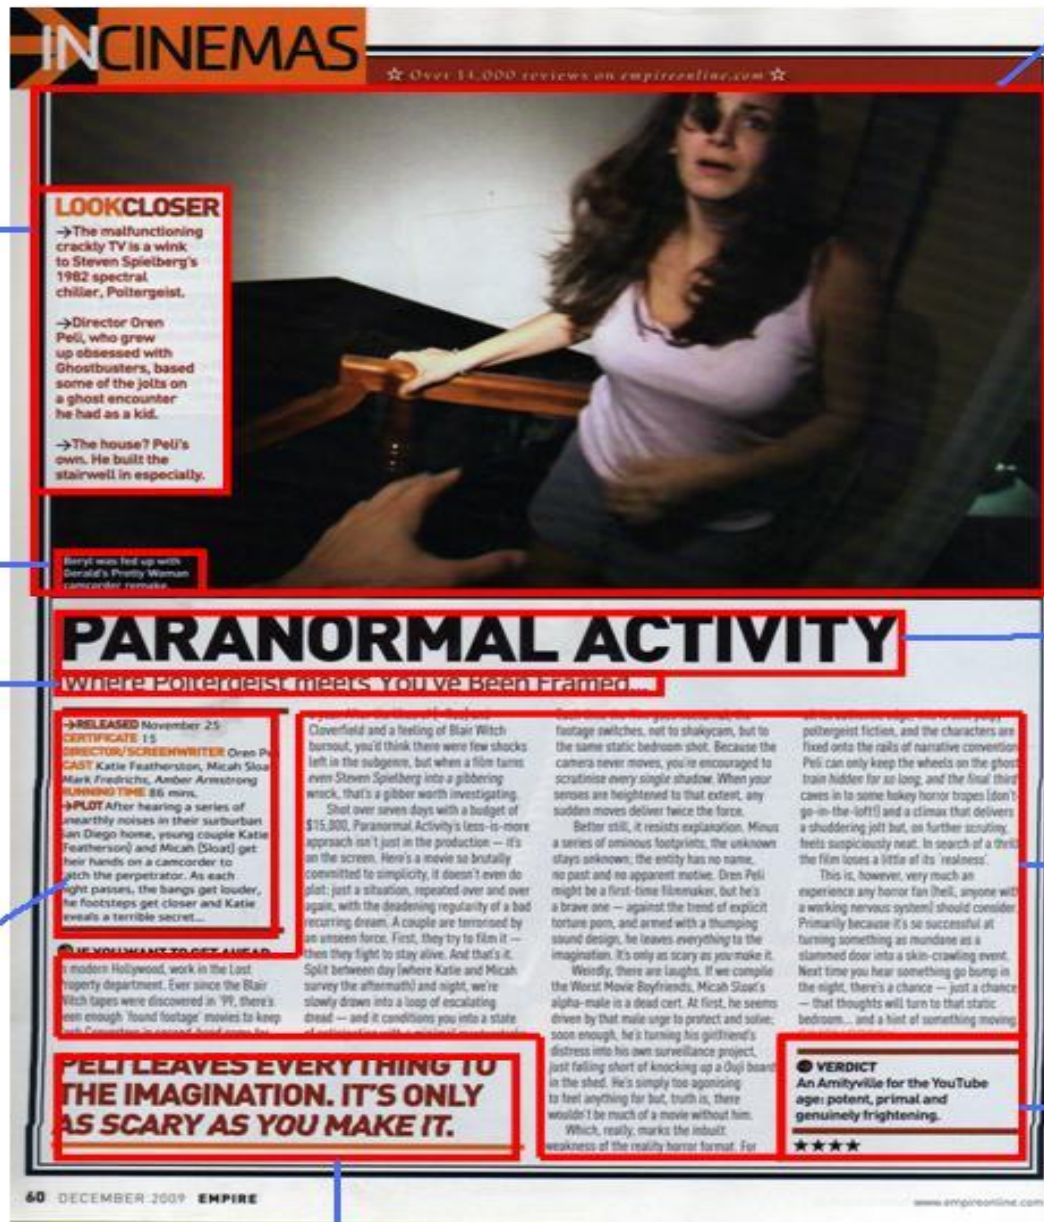 INCINEMAS
☆ Over 14,000 reviews on empireonline.com ☆
LOOKCLOSER
→The malfunctioning
crackly TV is a wink
to Steven Spielberg's
1982 spectral
chiller, Poltergeist.
→Director Oren
Peli, who grew
up obsessed with
Ghostbusters, based
some of the jolts on
a ghost encounter
he had as a kid.
→The house? Peli's
own. He built the
stairwell in especially.
Beryl was fed up with
Derald's Pretty Woman
camcorder remake.
PARANORMAL ACTIVITY
Where Poltergeist meets You've Been Framed...
→RELEASED November 25
CERTIFICATE 15
DIRECTOR/SCREENWRITER Oren Pe
CAST Katie Featherston, Micah Sloa
Mark Fredrichs, Amber Armstrong
RUNNING TIME 86 mins.
→PLOT After hearing a series of
unearthly noises in their surburban
San Diego home, young couple Katie
(Featherson) and Micah (Sloat) get
their hands on a camcorder to
catch the perpetrator. As each
night passes, the bangs get louder,
the footsteps get closer and Katie
reveals a terrible secret...
IF YOU WANT TO GET AHEAD
in modern Hollywood, work in the Lost
Property department. Ever since the Blair
Witch tapes were discovered in '99, there's
been enough 'found footage' movies to keep
Cloverfield and a feeling of Blair Witch
burnout, you'd think there were few shocks
left in the subgenre, but when a film turns
even Steven Spielberg into a gibbering
wreck, that's a gibber worth investigating.
Shot over seven days with a budget of
$15,000, Paranormal Activity's less-is-more
approach isn't just in the production — it's
on the screen. Here's a movie so brutally
committed to simplicity, it doesn't even do
plot: just a situation, repeated over and over
again, with the deadening regularity of a bad
recurring dream. A couple are terrorised by
an unseen force. First, they try to film it —
then they fight to stay alive. And that's it.
Split between day (where Katie and Micah
survey the aftermath) and night, we're
slowly drawn into a loop of escalating
dread — and it conditions you into a state
footage switches, not to shakycam, but to
the same static bedroom shot. Because the
camera never moves, you're encouraged to
scrutinise every single shadow. When your
senses are heightened to that extent, any
sudden moves deliver twice the force.
Better still, it resists explanation. Minus
a series of ominous footprints, the unknown
stays unknown; the entity has no name,
no past and no apparent motive. Oren Peli
might be a first-time filmmaker, but he's
a brave one — against the trend of explicit
torture porn, and armed with a thumping
sound design, he leaves everything to the
imagination. It's only as scary as you make it.
Weirdly, there are laughs. If we compile
the Worst Movie Boyfriends, Micah Sloat's
alpha-male is a dead cert. At first, he seems
driven by that male urge to protect and solve;
soon enough, he's turning his girlfriend's
distress into his own surveillance project,
just falling short of knocking up a Ouji board
in the shed. He's simply too agonising
to feel anything for but, truth is, there
wouldn't be much of a movie without him.
Which, really, marks the inbuilt
weakness of the reality horror format. For
poltergeist fiction, and the characters are
fixed onto the rails of narrative convention
Peli can only keep the wheels on the ghost
train hidden for so long, and the final third
caves in to some hokey horror tropes (don't-
go-in-the-loft!) and a climax that delivers
a shuddering jolt but, on further scrutiny,
feels suspiciously neat. In search of a thrill
the film loses a little of its 'realness'.
This is, however, very much an
experience any horror fan (hell, anyone with
a working nervous system) should consider.
Primarily because it's so successful at
turning something as mundane as a
slammed door into a skin-crawling event.
Next time you hear something go bump in
the night, there's a chance — just a chance
— that thoughts will turn to that static
bedroom... and a hint of something moving.
PELI LEAVES EVERYTHING TO
THE IMAGINATION. IT'S ONLY
AS SCARY AS YOU MAKE IT.
VERDICT
An Amityville for the YouTube
age: potent, primal and
genuinely frightening.
★★★★
60 DECEMBER 2009 EMPIRE
www.empireonline.com